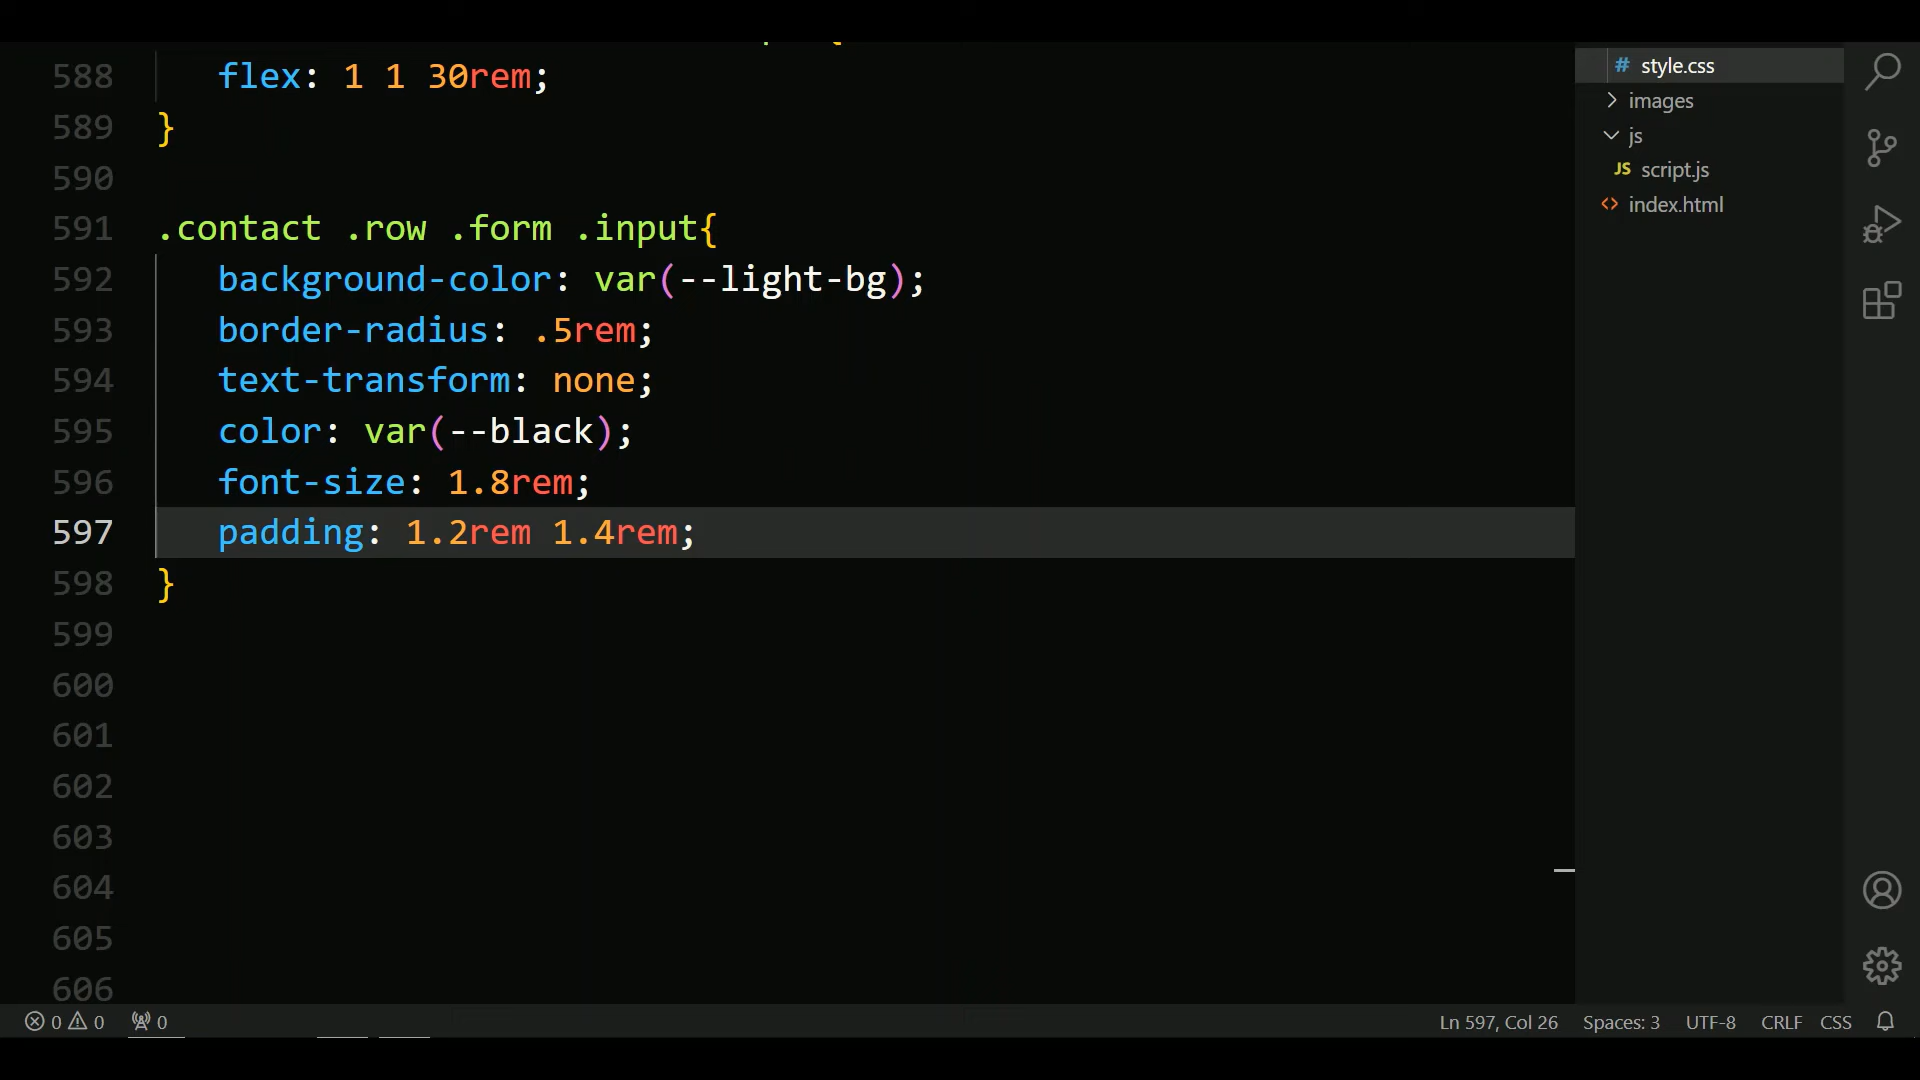 588 flex: 1 1 30rem;
589 }
590
591 .contact .row .form .input{
592 background-color: var(--light-bg);
593 border-radius: .5rem;
594 text-transform: none;
595 color: var(--black);
596 font-size: 1.8rem;
597 padding: 1.2rem 1.4rem;
598 }
599
600
601
602
603
604
605
606
# style.css
images
js
JS script.js
<> index.html
0 0 0
Ln 597, Col 26 Spaces: 3 UTF-8 CRLF CSS